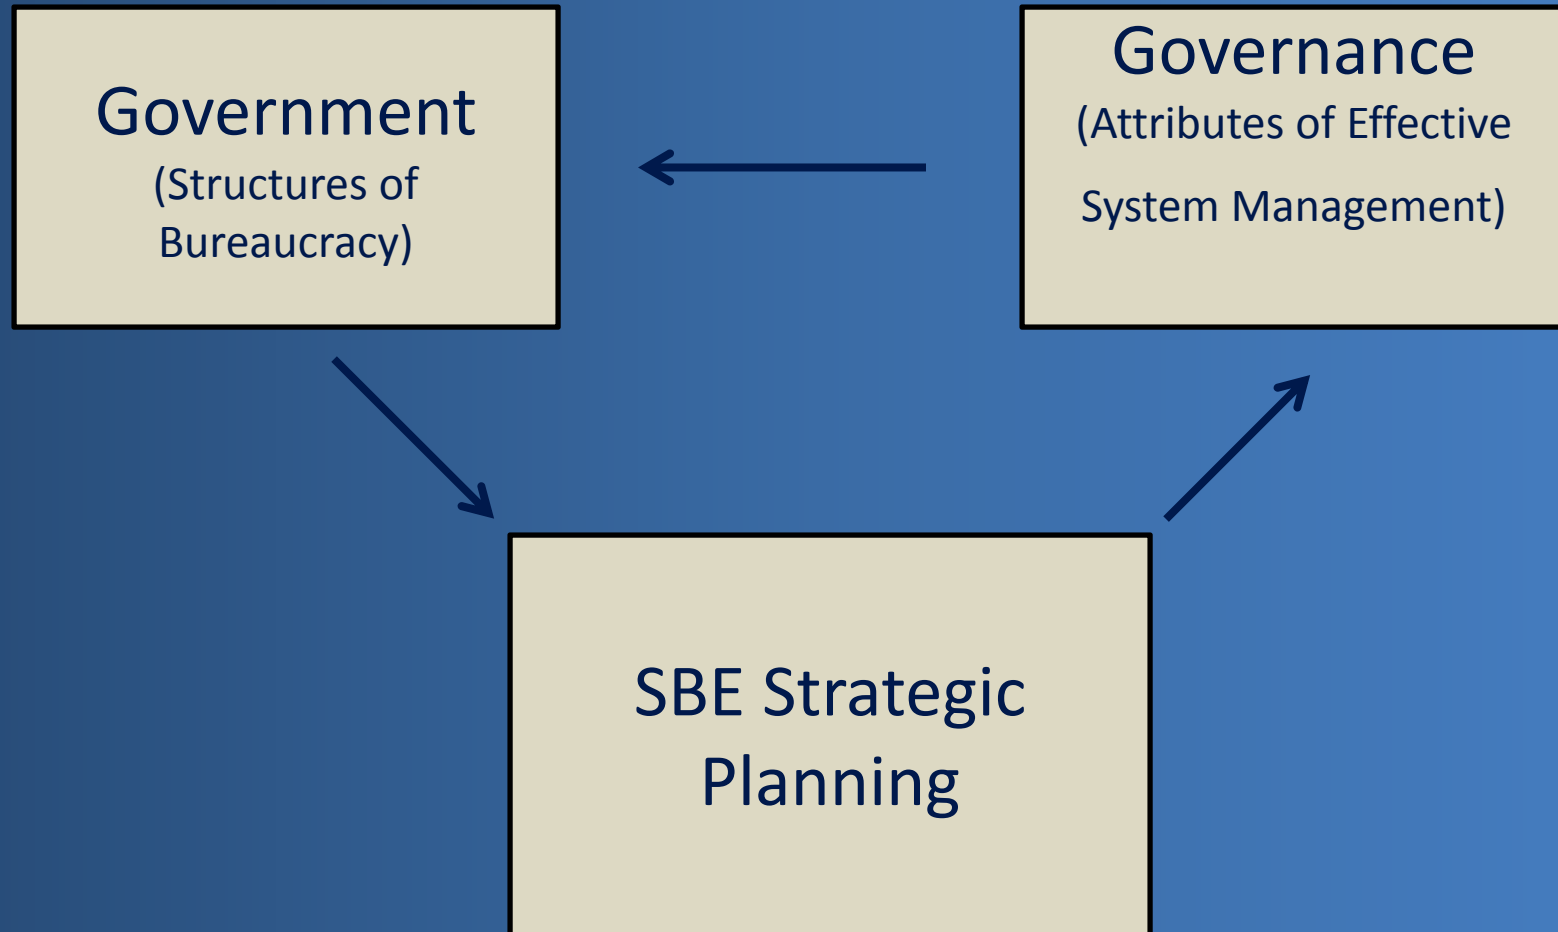 Government
(Structures of
Bureaucracy)
Governance
(Attributes of Effective
System Management)
SBE Strategic
Planning